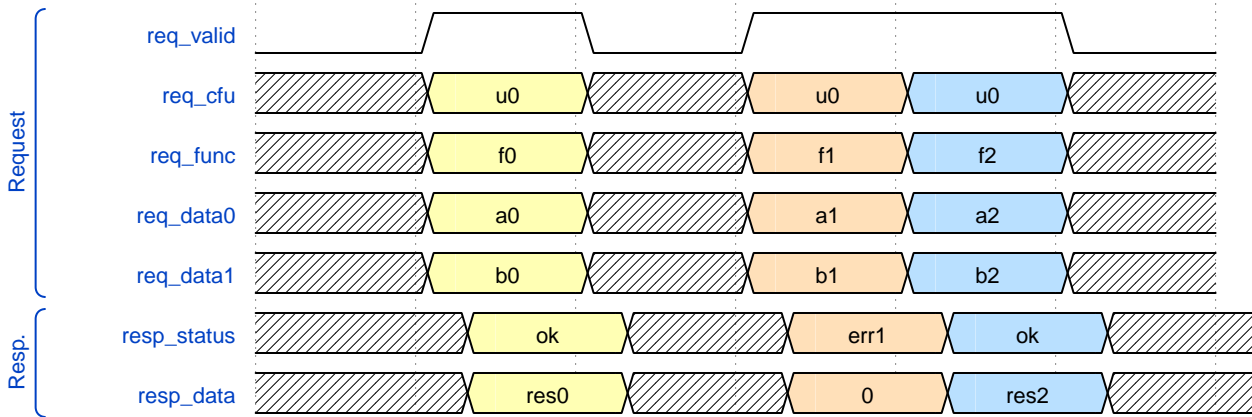 Request
req_valid
req_cfu u0 u0 u0
req_func f0 f1 f2
req_data0 a0 a1 a2
req_data1 b0 b1 b2
Resp.
resp_status ok err1 ok
resp_data res0 0 res2